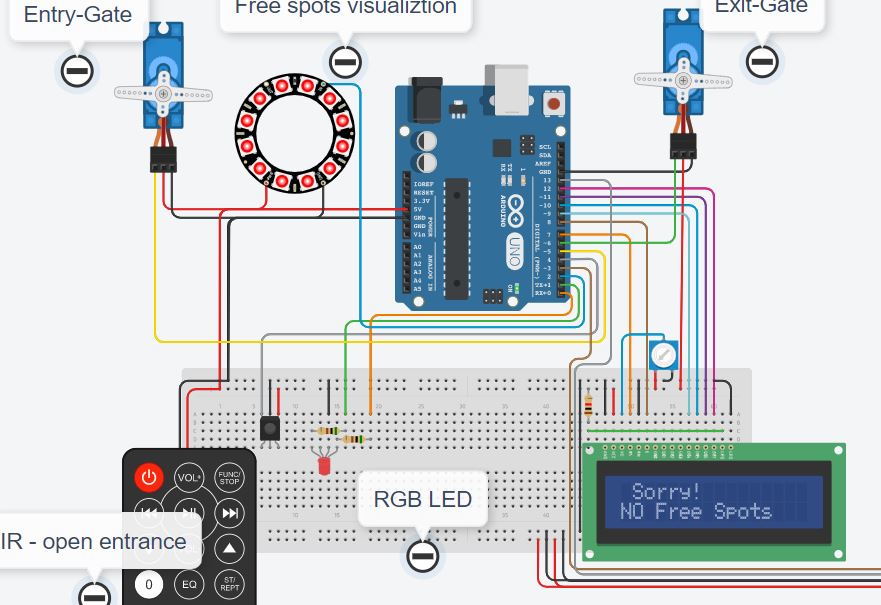 Entry-Gate
Free spots visualiztion
Exit-Gate
IOREF
RESET
3.3V
5V
GND
GND
Vin
POWER
A0
A1
A2
A3
A4
A5
ANALOG IN
SCL
SDA
AREF
GND
13
12
~11
~10
~9
8
7
~6
~5
4
~3
2
TX→1
RX←0
DIGITAL (PWM~)
RX
TX
ARDUINO
UNO
ON
VOL+
FUNC/
STOP
IR - open entrance
0
EQ
ST/
REPT
RGB LED
Sorry!
NO Free Spots